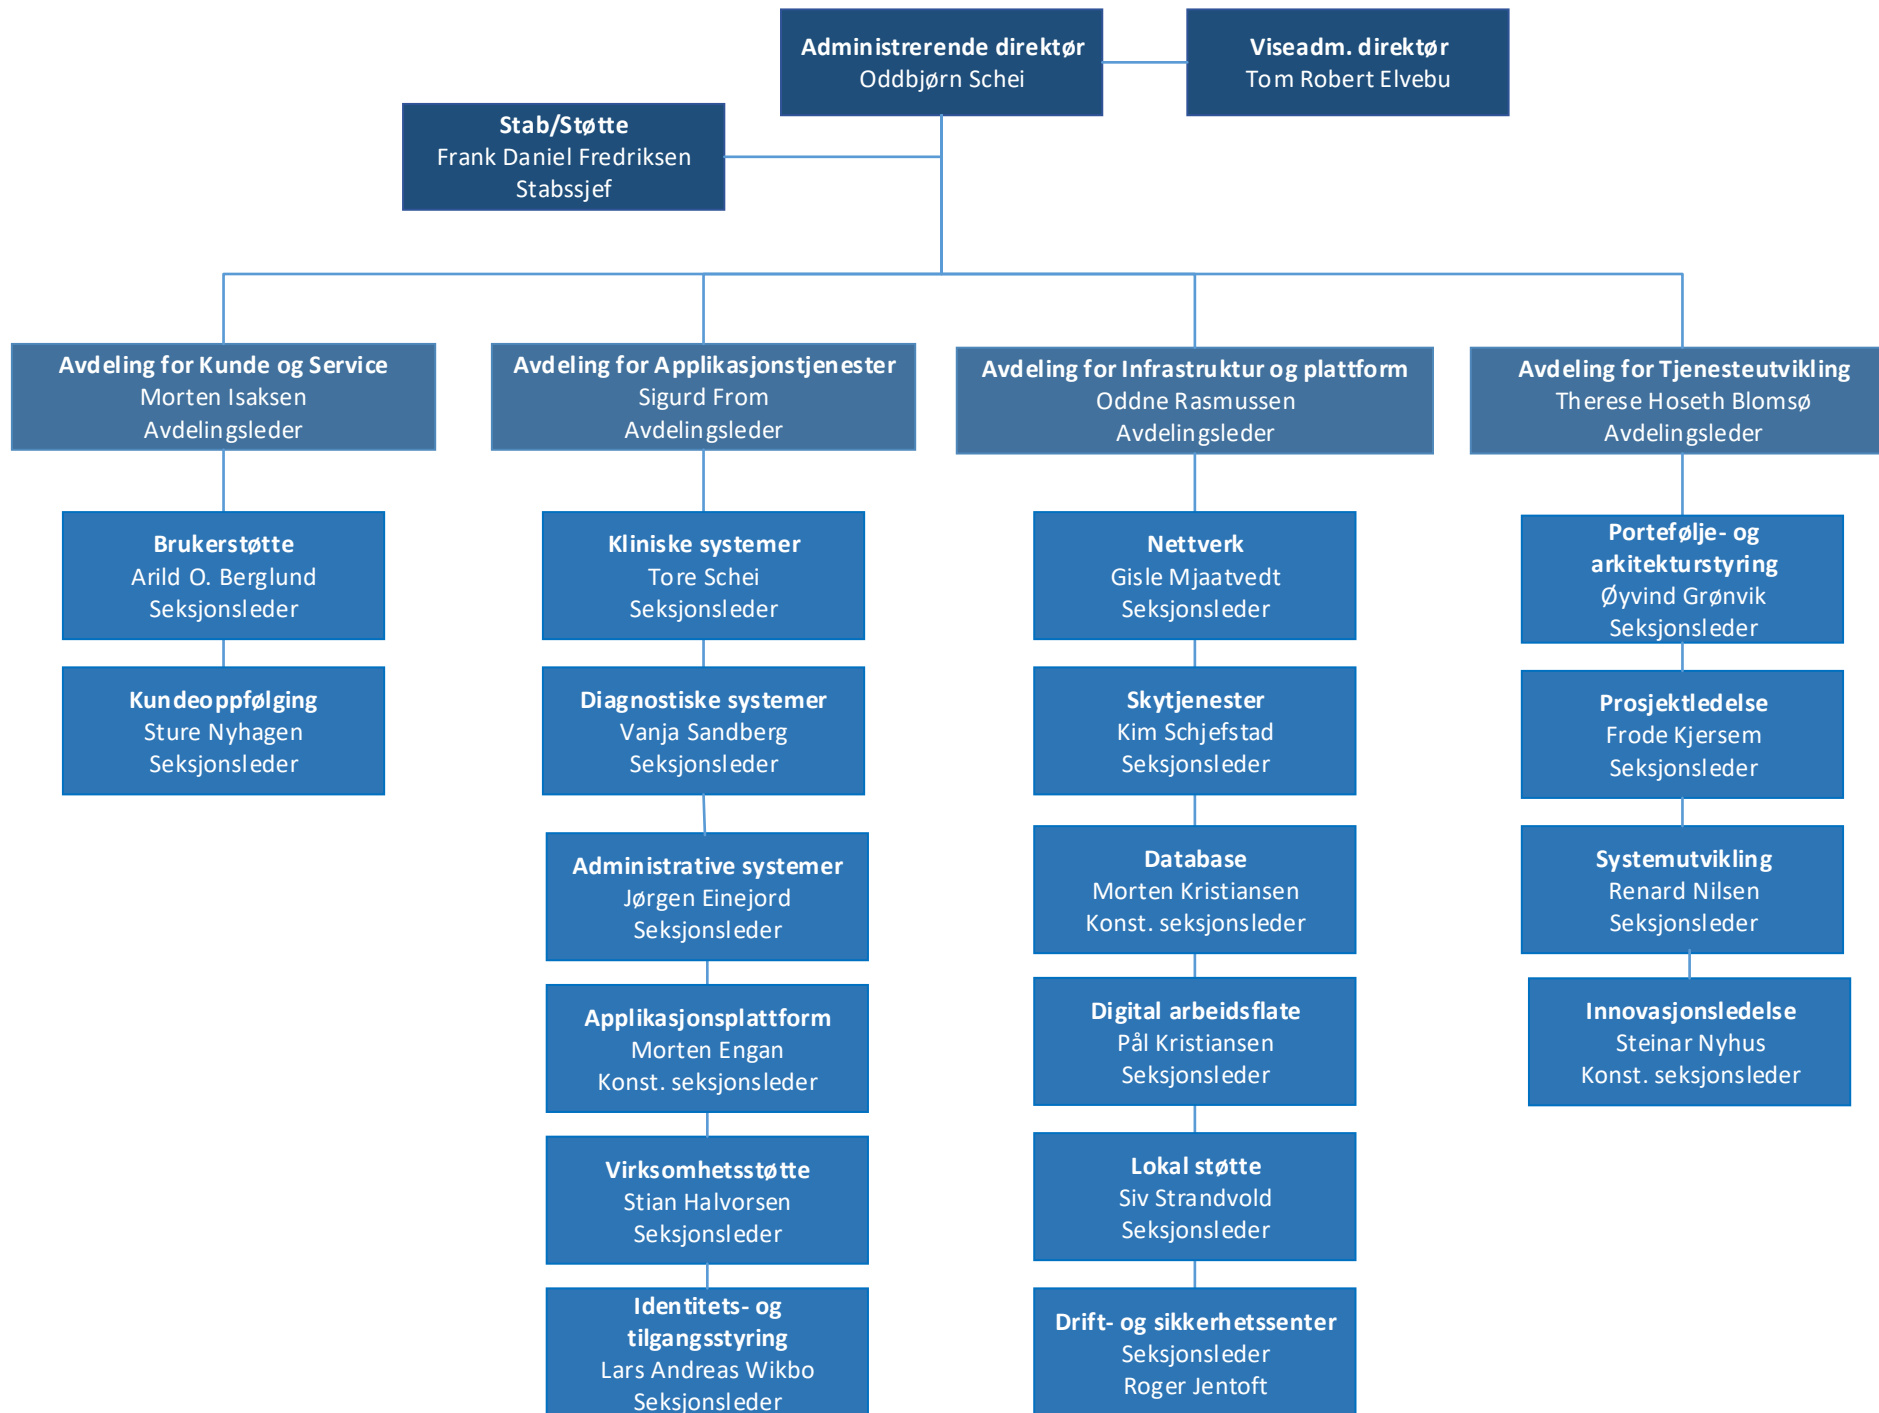 Administrerende direktør
Oddbjørn Schei
Viseadm. direktør
Tom Robert Elvebu
Stab/Støtte
Frank Daniel Fredriksen
Stabssjef
Avdeling for Kunde og Service
Morten Isaksen
Avdelingsleder
Brukerstøtte
Arild O. Berglund
Seksjonsleder
Kundeoppfølging
Sture Nyhagen
Seksjonsleder
Avdeling for Applikasjonstjenester
Sigurd From
Avdelingsleder
Kliniske systemer
Tore Schei
Seksjonsleder
Diagnostiske systemer
Vanja Sandberg
Seksjonsleder
Administrative systemer
Jørgen Einejord
Seksjonsleder
Applikasjonsplattform
Morten Engan
Konst. seksjonsleder
Virksomhetsstøtte
Stian Halvorsen
Seksjonsleder
Identitets- og
tilgangsstyring
Lars Andreas Wikbo
Seksjonsleder
Avdeling for Infrastruktur og plattform
Oddne Rasmussen
Avdelingsleder
Nettverk
Gisle Mjaatvedt
Seksjonsleder
Skytjenester
Kim Schjefstad
Seksjonsleder
Database
Morten Kristiansen
Konst. seksjonsleder
Digital arbeidsflate
Pål Kristiansen
Seksjonsleder
Lokal støtte
Siv Strandvold
Seksjonsleder
Drift- og sikkerhetssenter
Seksjonsleder
Roger Jentoft
Avdeling for Tjenesteutvikling
Therese Hoseth Blomsø
Avdelingsleder
Portefølje- og
arkitekturstyring
Øyvind Grønvik
Seksjonsleder
Prosjektledelse
Frode Kjersem
Seksjonsleder
Systemutvikling
Renard Nilsen
Seksjonsleder
Innovasjonsledelse
Steinar Nyhus
Konst. seksjonsleder